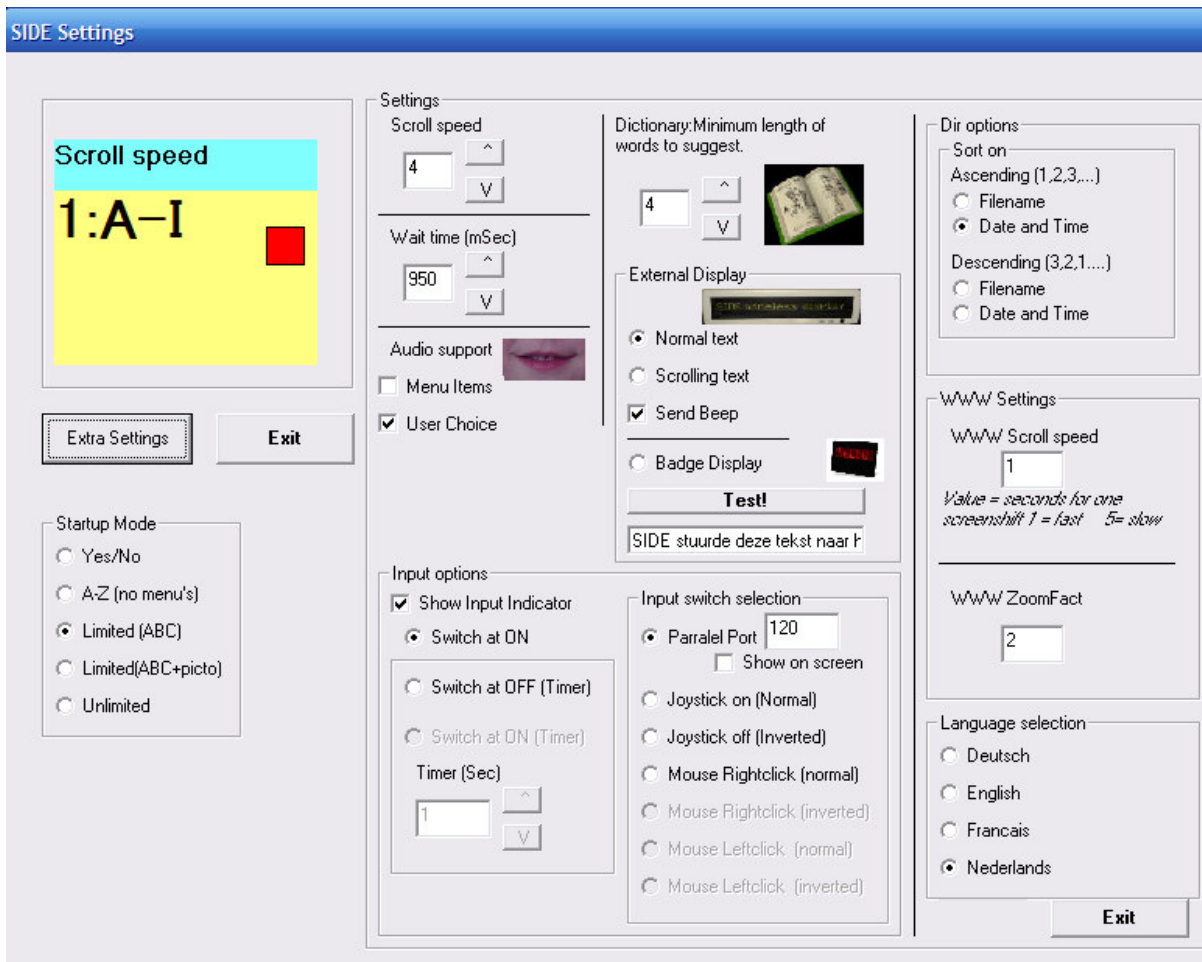 SIDE Settings
Scroll speed
1:A-I
Extra Settings
Exit
Startup Mode
Yes/No
A-Z (no menu's)
Limited (ABC)
Limited(ABC+picto)
Unlimited
Settings
Scroll speed
4
^
V
Wait time (mSec)
950
^
V
Audio support
Menu Items
User Choice
Dictionary:Minimum length of
words to suggest.
4
^
V
External Display
SIDE wireless
Normal text
Scrolling text
Send Beep
Badge Display
Test!
SIDE stuurde deze tekst naar h
Input options
Show Input Indicator
Switch at ON
Switch at OFF (Timer)
Switch at ON (Timer)
Timer (Sec)
1
^
V
Input switch selection
Parralel Port 120
Show on screen
Joystick on (Normal)
Joystick off (Inverted)
Mouse Rightclick (normal)
Mouse Rightclick (inverted)
Mouse Leftclick (normal)
Mouse Leftclick (inverted)
Dir options
Sort on
Ascending (1,2,3,...)
Filename
Date and Time
Descending (3,2,1....)
Filename
Date and Time
WWW Settings
WWW Scroll speed
1
Value = seconds for one
screenshift 1 = fast 5= slow
WWW ZoomFact
2
Language selection
Deutsch
English
Francais
Nederlands
Exit